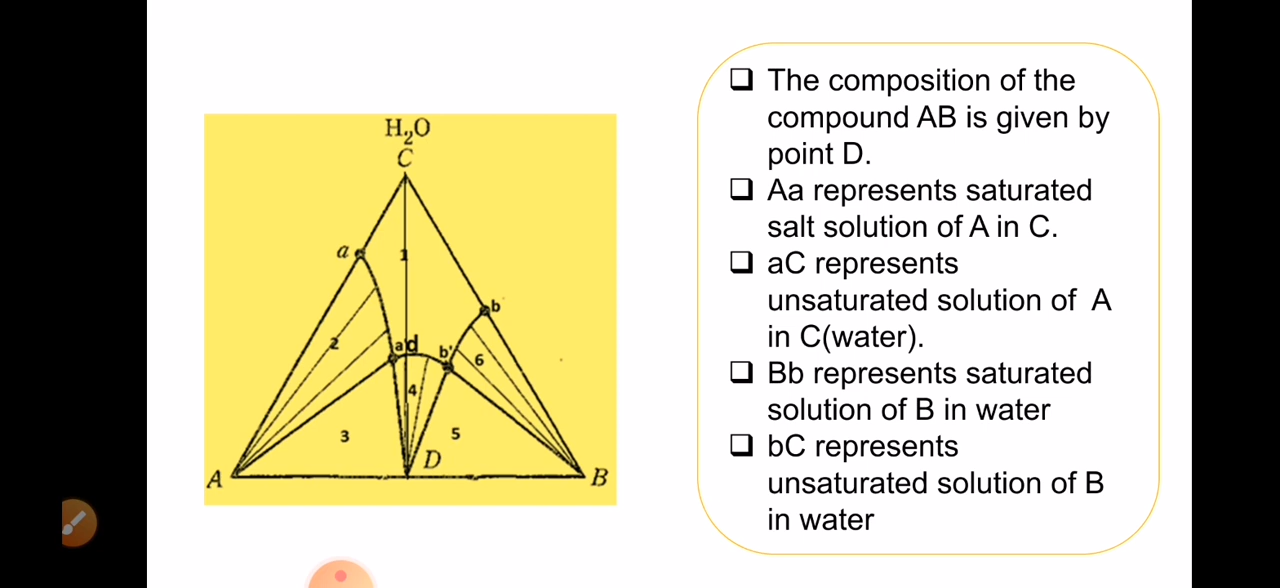 H₂O
C
a
1
b
2
a'd
b'
6
4
3
5
D
A
B
❑ The composition of the
compound AB is given by
point D.
❑ Aa represents saturated
salt solution of A in C.
❑ aC represents
unsaturated solution of A
in C(water).
❑ Bb represents saturated
solution of B in water
❑ bC represents
unsaturated solution of B
in water